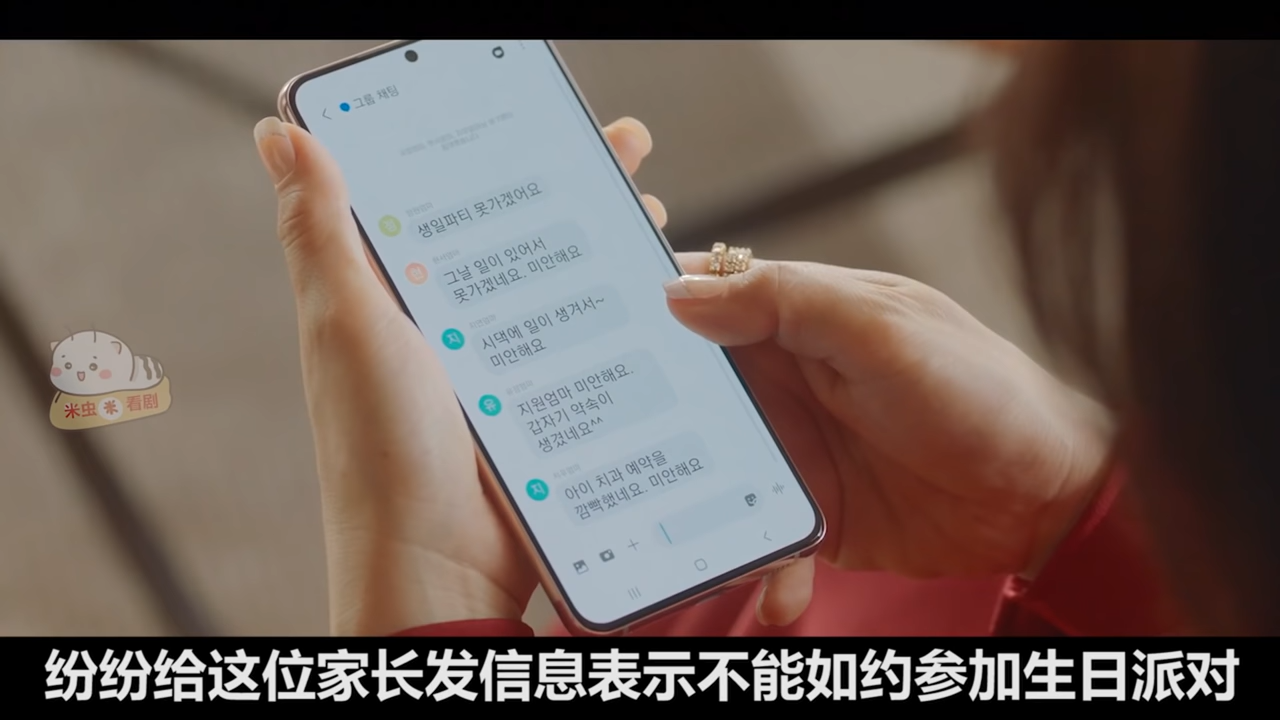 그룹 채팅
생일파티 못가겠어요
그날 일이 있어서
못가겠네요. 미안해요
지
시댁에 일이 생겨서~
미안해요
유
지원엄마 미안해요.
갑자기 약속이
생겼네요^^
지
아이 치과 예약을
깜빡했네요. 미안해요
米虫米看剧
纷纷给这位家长发信息表示不能如约参加生日派对